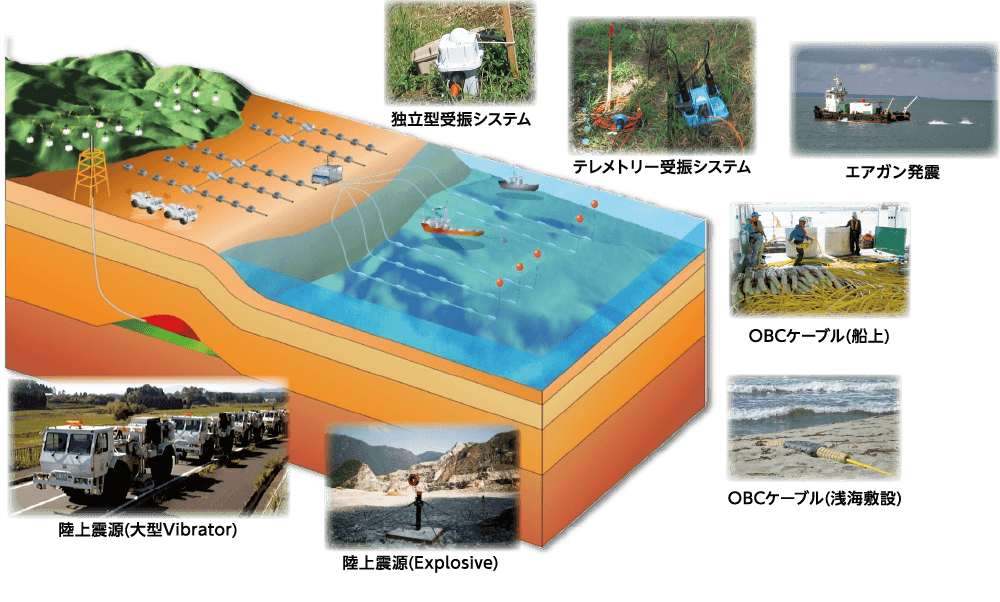 独立型受振システム
テレメトリー受振システム
エアガン発震
OBCケーブル(船上)
OBCケーブル(浅海敷設)
陸上震源(大型Vibrator)
陸上震源(Explosive)